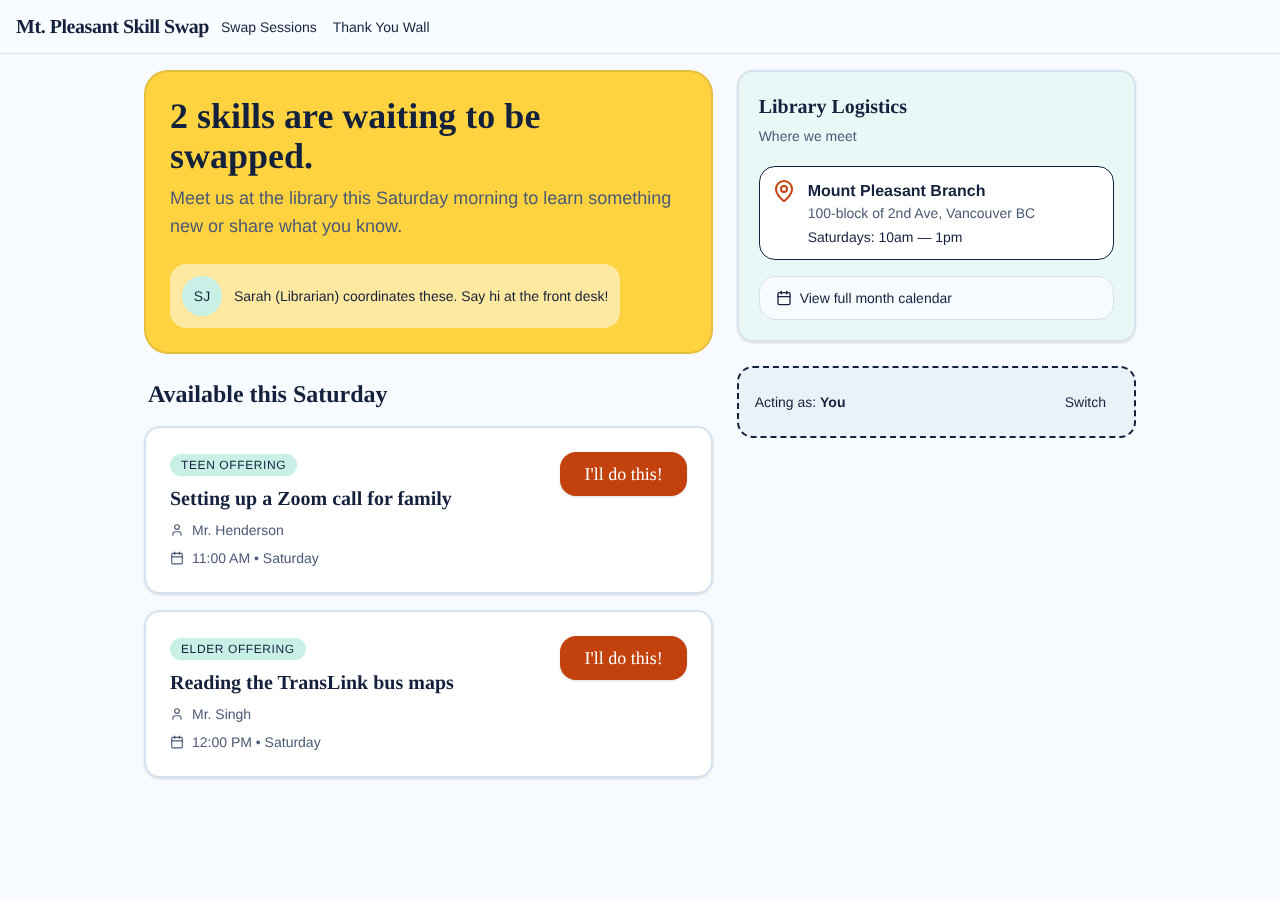 Mt. Pleasant Skill Swap
Swap Sessions
Thank You Wall
2 skills are waiting to be
swapped.
Meet us at the library this Saturday morning to learn something
new or share what you know.
SJ
Sarah (Librarian) coordinates these. Say hi at the front desk!
Available this Saturday
TEEN OFFERING
Setting up a Zoom call for family
Mr. Henderson
11:00 AM • Saturday
I'll do this!
ELDER OFFERING
Reading the TransLink bus maps
Mr. Singh
12:00 PM • Saturday
I'll do this!
Library Logistics
Where we meet
Mount Pleasant Branch
100-block of 2nd Ave, Vancouver BC
Saturdays: 10am — 1pm
View full month calendar
Acting as: You
Switch